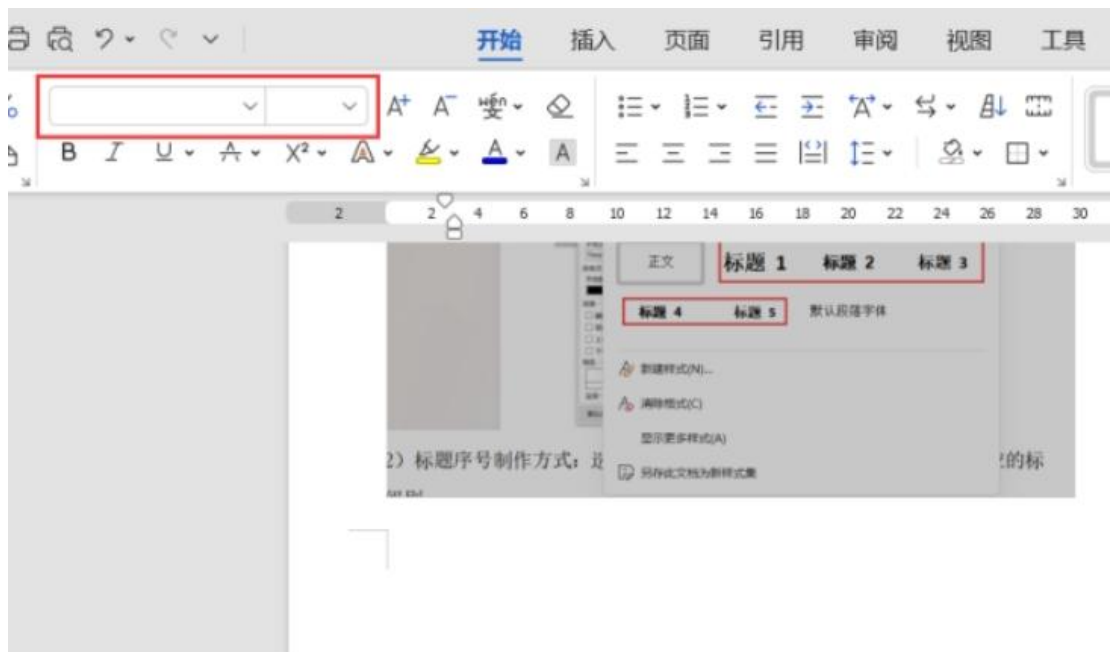 开始 插入 页面 引用 审阅 视图 工具
A+ A- wén 变
B I U A X² A A A
2 2 4 6 8 10 12 14 16 18 20 22 24 26 28 30
正文 标题 1 标题 2 标题 3
标题 4 标题 5 默认段落字体
新建样式(N)...
清除格式(C)
显示更多样式(A)
2）标题序号制作方式：
的标
另存此文档为新样式集